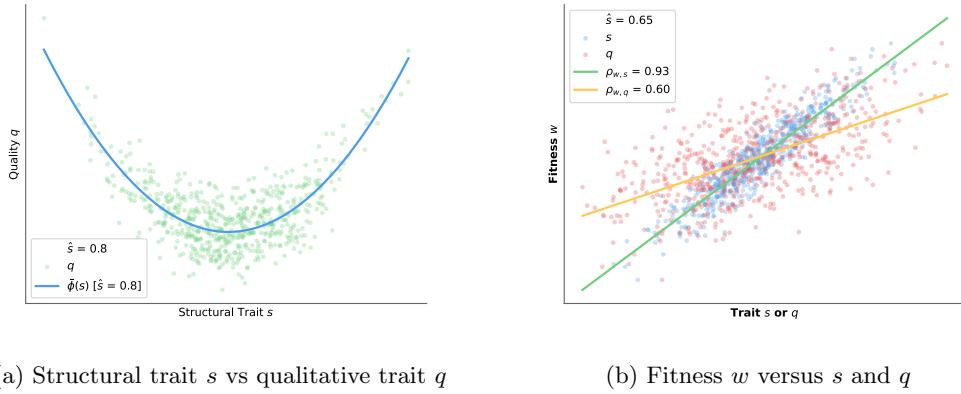 Quality q
ŝ = 0.8
q
ϕ̄(s) [ŝ = 0.8]
Structural Trait s
Fitness w
ŝ = 0.65
s
q
ρw,s = 0.93
ρw,q = 0.60
Trait s or q
a) Structural trait s vs qualitative trait q
(b) Fitness w versus s and q